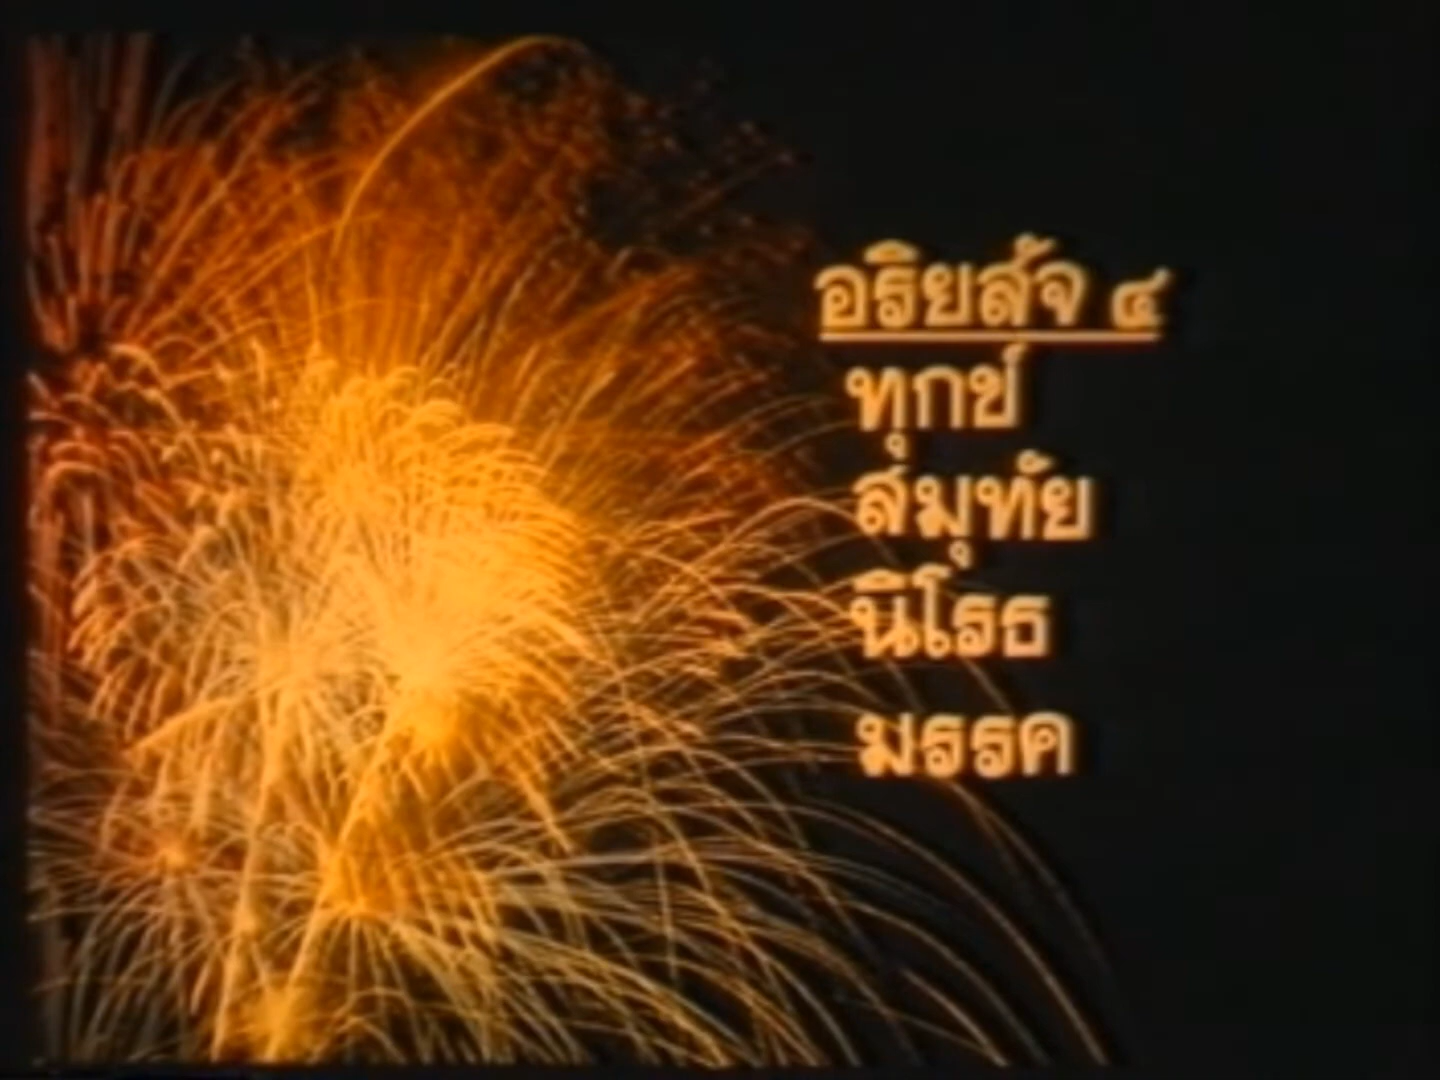 อริยสัจ ๔
ทุกข์
สมุทัย
นิโรธ
มรรค